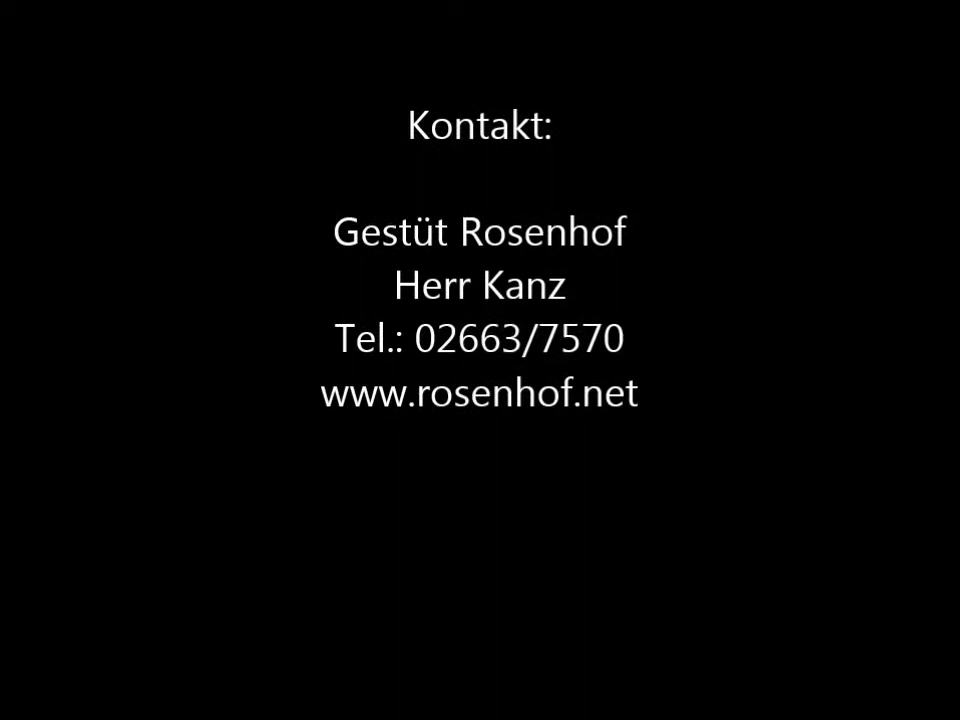 Kontakt:
Gestüt Rosenhof
Herr Kanz
Tel.: 02663/7570
www.rosenhof.net